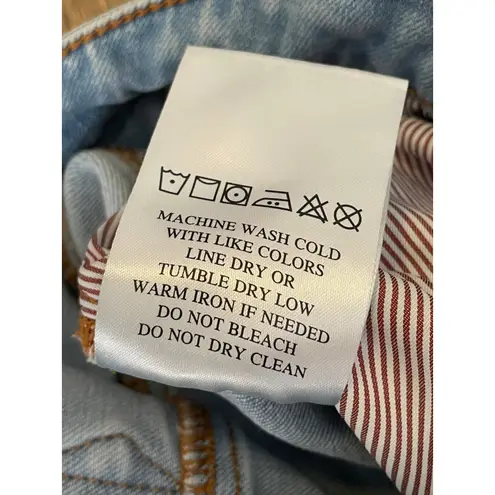 MACHINE WASH COLD
WITH LIKE COLORS
LINE DRY OR
TUMBLE DRY LOW
WARM IRON IF NEEDED
DO NOT BLEACH
DO NOT DRY CLEAN